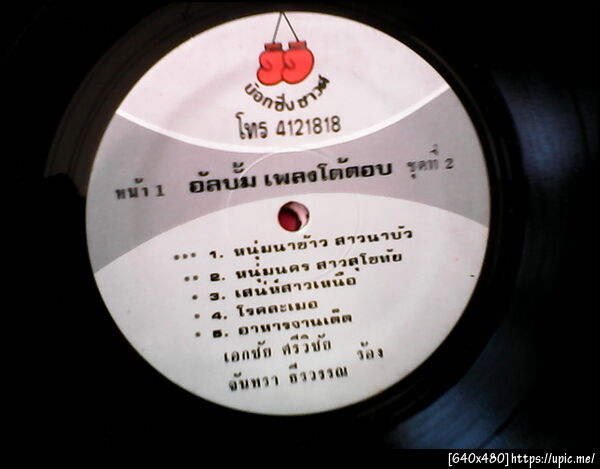 บ๊อกซิ่งซาวด์
โทร 4121818
หน้า 1 อัลบั้ม เพลงโต้ตอบ ชุดที่ 2
*** 1. หนุ่มนาข้าว สาวนาบัว
** 2. หนุ่มนคร สาวสุโขทัย
* 3. เสน่ห์สาวเหนือ
* 4. โรคละเมอ
* 5. อาหารจานเด็ด
เอกชัย ศรีวิชัย
จันทรา ธีรวรรณ ร้อง
[640x480]https://upic.me/